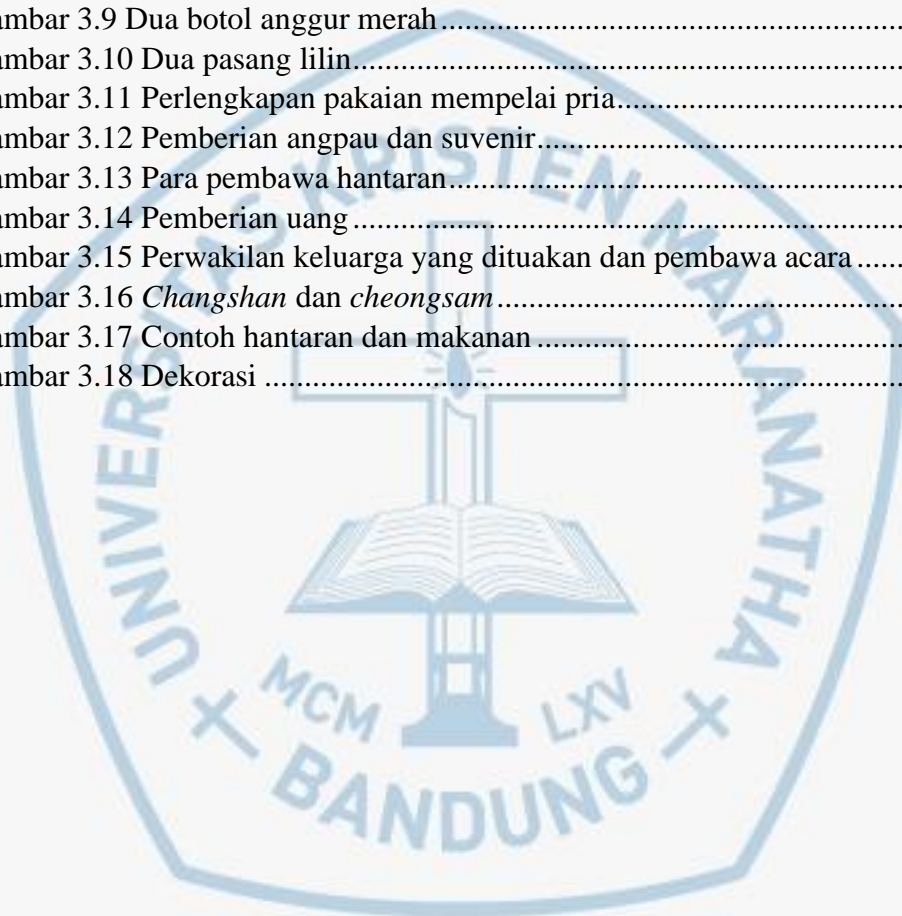 ambar 3.9 Dua botol anggur merah........................................................................
ambar 3.10 Dua pasang lilin....................................................................................
ambar 3.11 Perlengkapan pakaian mempelai pria...........................................
ambar 3.12 Pemberian angpau dan suvenir......................................................
ambar 3.13 Para pembawa hantaran....................................................................
ambar 3.14 Pemberian uang ...................................................................................
ambar 3.15 Perwakilan keluarga yang dituakan dan pembawa acara .......
ambar 3.16 Changshan dan cheongsam...............................................................
ambar 3.17 Contoh hantaran dan makanan .......................................................
ambar 3.18 Dekorasi .................................................................................................
UNIVERSITAS KRISTEN MARANATHA
MCM LXV
BANDUNG